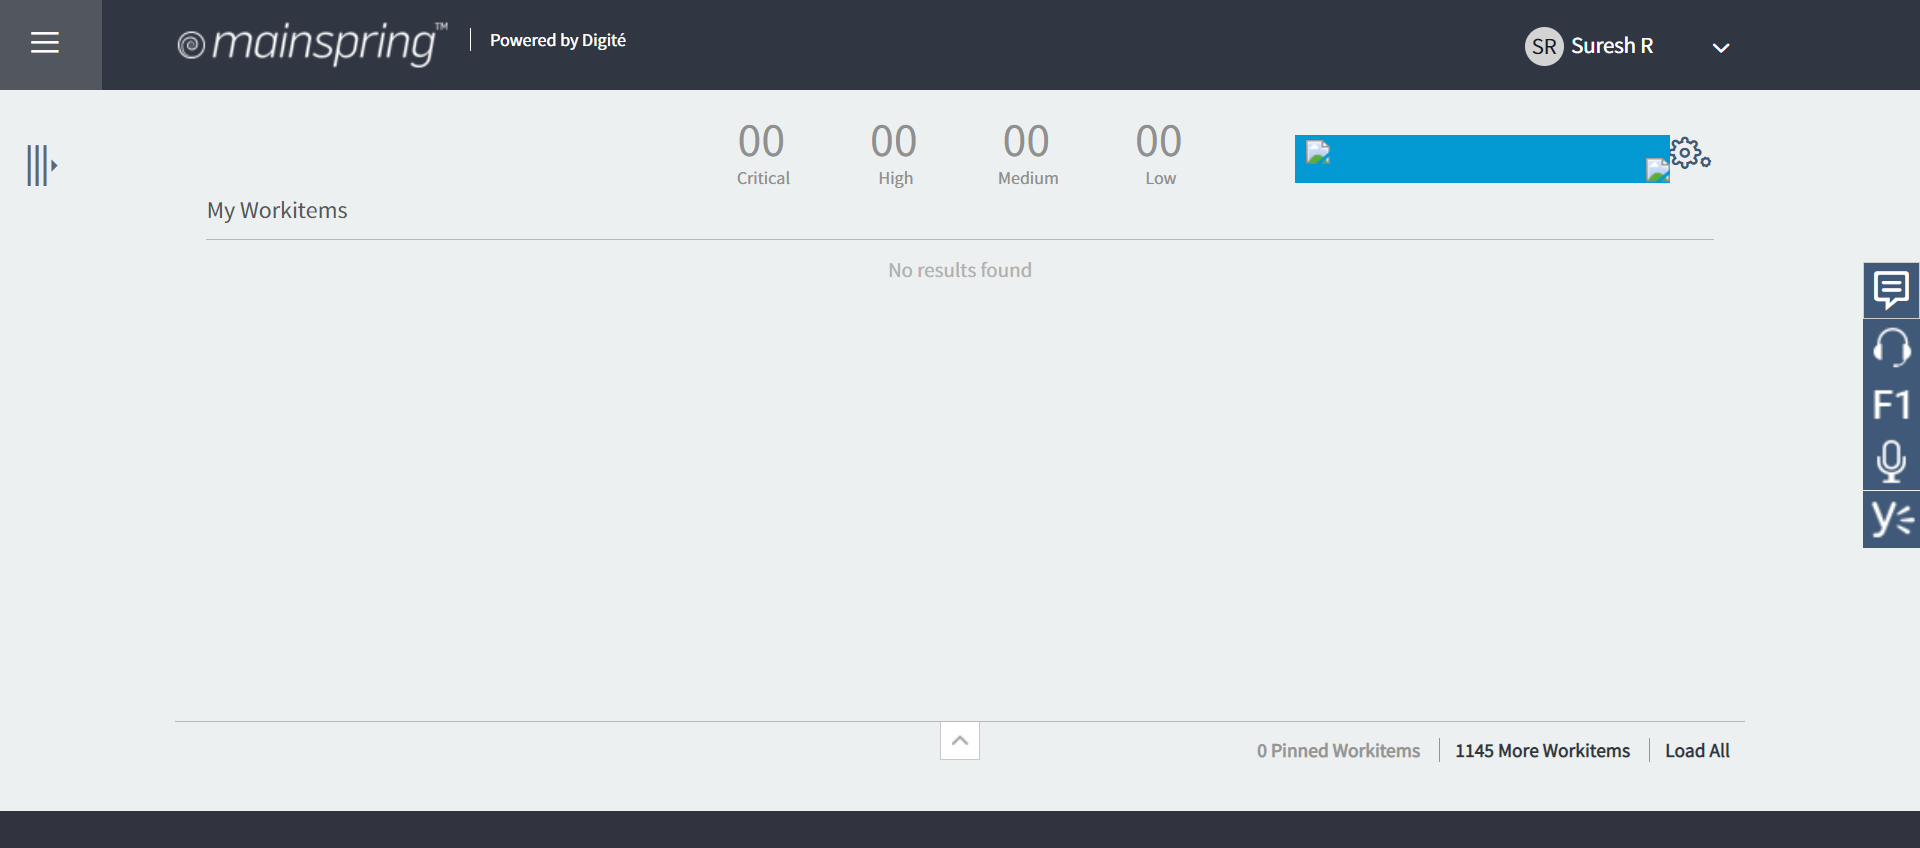 mainspring™
Powered by Digité
SR Suresh R
00 00 00 00
Critical High Medium Low
My Workitems
No results found
F1
y
0 Pinned Workitems 1145 More Workitems Load All